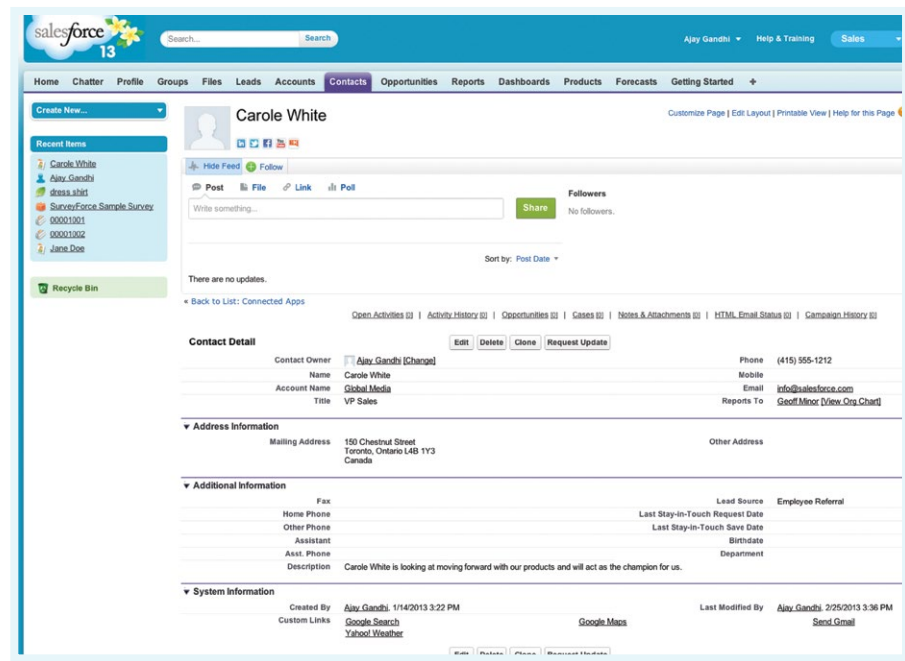 salesforce
13
Search... Search
Ajay Gandhi Help & Training Sales
Home Chatter Profile Groups Files Leads Accounts Contacts Opportunities Reports Dashboards Products Forecasts Getting Started +
Create New...
Recent Items
Carole White
Ajay Gandhi
dress shirt
SurveyForce Sample Survey
00001001
00001002
Jane Doe
Recycle Bin
Carole White
Customize Page | Edit Layout | Printable View | Help for this Page
Hide Feed Follow
Post File Link Poll
Write something... Share
Followers
No followers.
Sort by: Post Date
There are no updates.
« Back to List: Connected Apps
Open Activities [0] | Activity History [0] | Opportunities [0] | Cases [0] | Notes & Attachments [0] | HTML Email Status [0] | Campaign History [0]
Contact Detail Edit Delete Clone Request Update
Contact Owner Ajay Gandhi [Change] Phone (415) 555-1212
Name Carole White Mobile
Account Name Global Media Email info@salesforce.com
Title VP Sales Reports To Geoff Minor [View Org Chart]
Address Information
Mailing Address 150 Chestnut Street Other Address
Toronto, Ontario L4B 1Y3
Canada
Additional Information
Fax Lead Source Employee Referral
Home Phone Last Stay-in-Touch Request Date
Other Phone Last Stay-in-Touch Save Date
Assistant Birthdate
Asst. Phone Department
Description Carole White is looking at moving forward with our products and will act as the champion for us.
System Information
Created By Ajay Gandhi, 1/14/2013 3:22 PM Last Modified By Ajay Gandhi, 2/25/2013 3:36 PM
Custom Links Google Search Google Maps Send Gmail
Yahoo! Weather
Edit Delete Clone Request Update